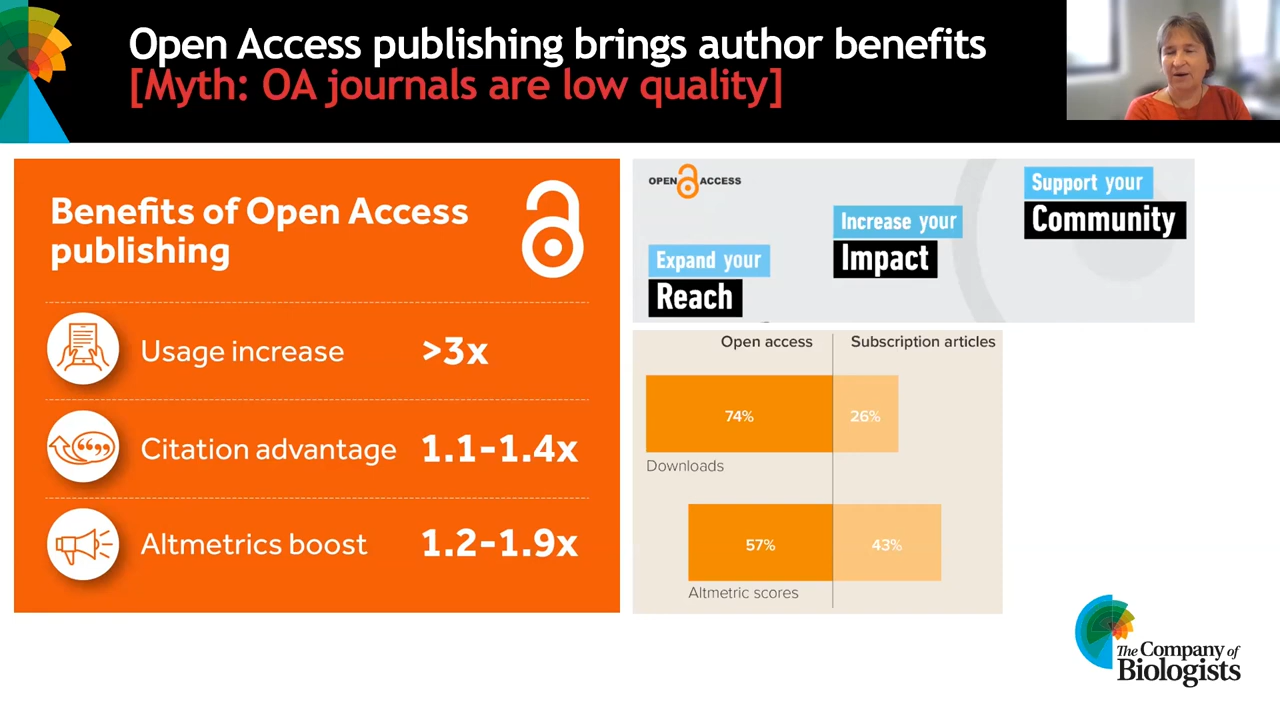 Open Access publishing brings author benefits
[Myth: OA journals are low quality]
Benefits of Open Access
publishing
Usage increase >3x
Citation advantage 1.1-1.4x
Altmetrics boost 1.2-1.9x
OPEN ACCESS
Expand your
Reach
Increase your
Impact
Support your
Community
Open access Subscription articles
74% 26%
Downloads
57% 43%
Altmetric scores
The Company of
Biologists